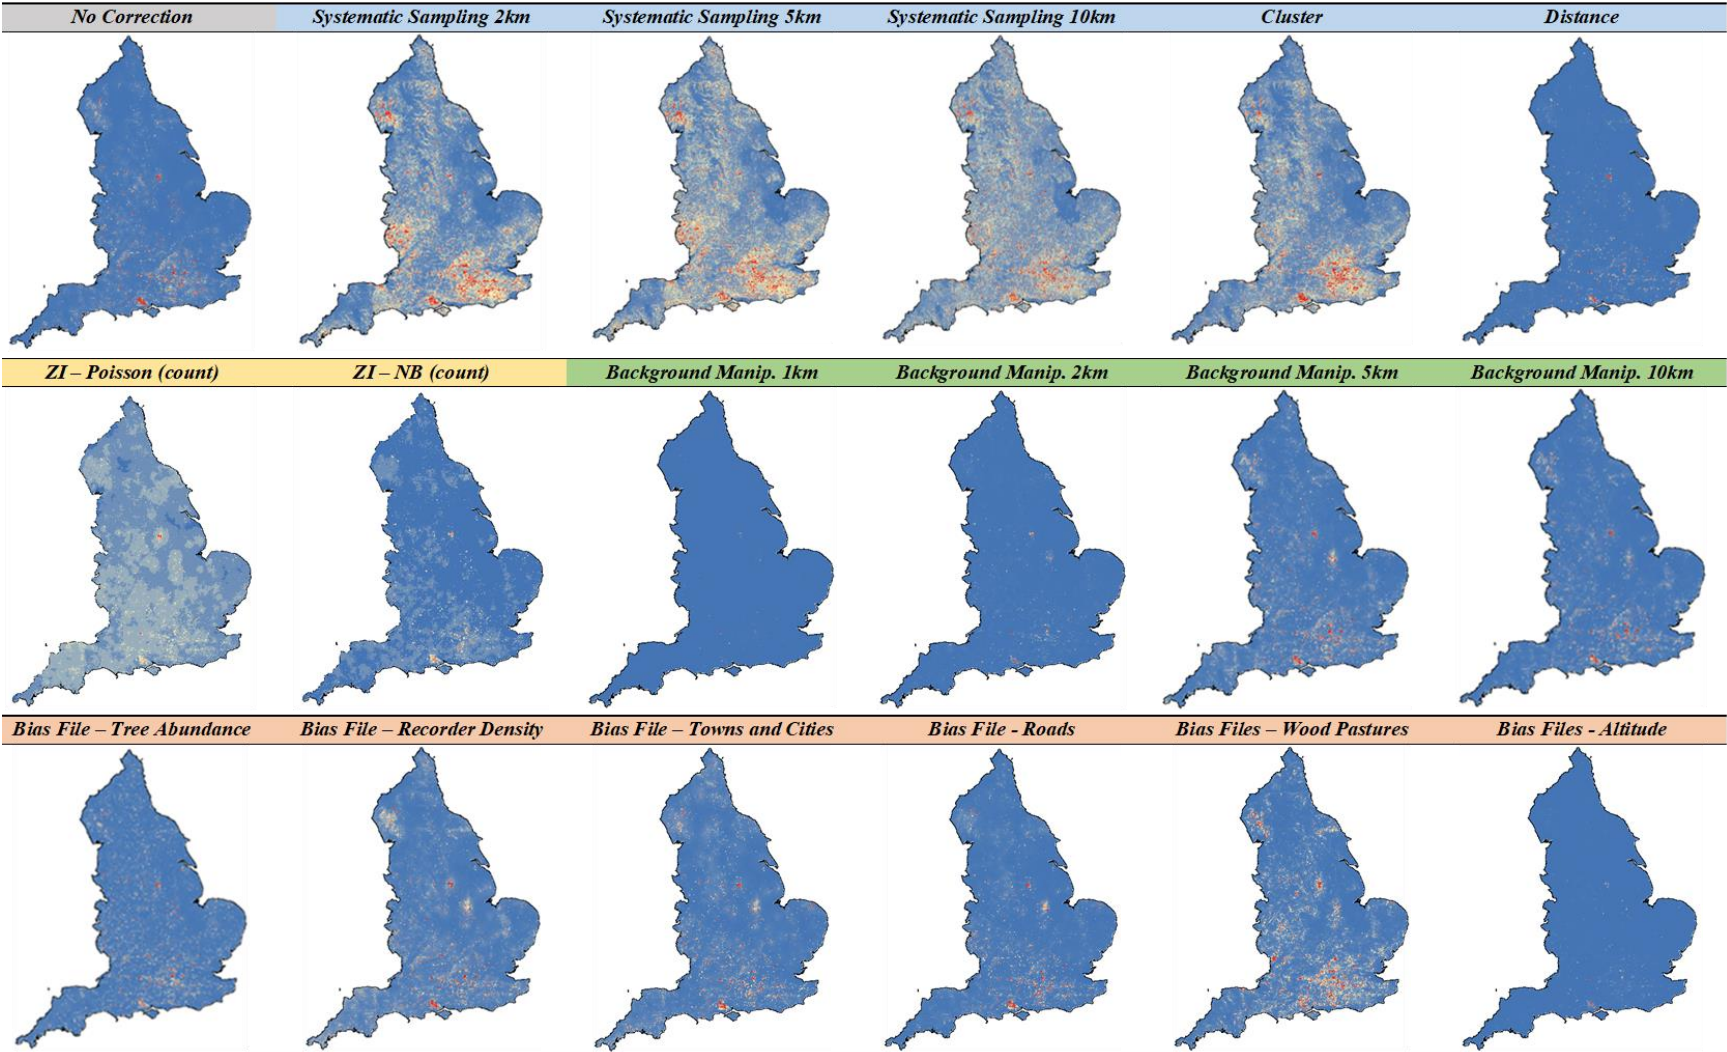 No Correction
Systematic Sampling 2km
Systematic Sampling 5km
Systematic Sampling 10km
Cluster
Distance
ZI – Poisson (count)
ZI – NB (count)
Background Manip. 1km
Background Manip. 2km
Background Manip. 5km
Background Manip. 10km
Bias File – Tree Abundance
Bias File – Recorder Density
Bias File – Towns and Cities
Bias File - Roads
Bias Files – Wood Pastures
Bias Files - Altitude